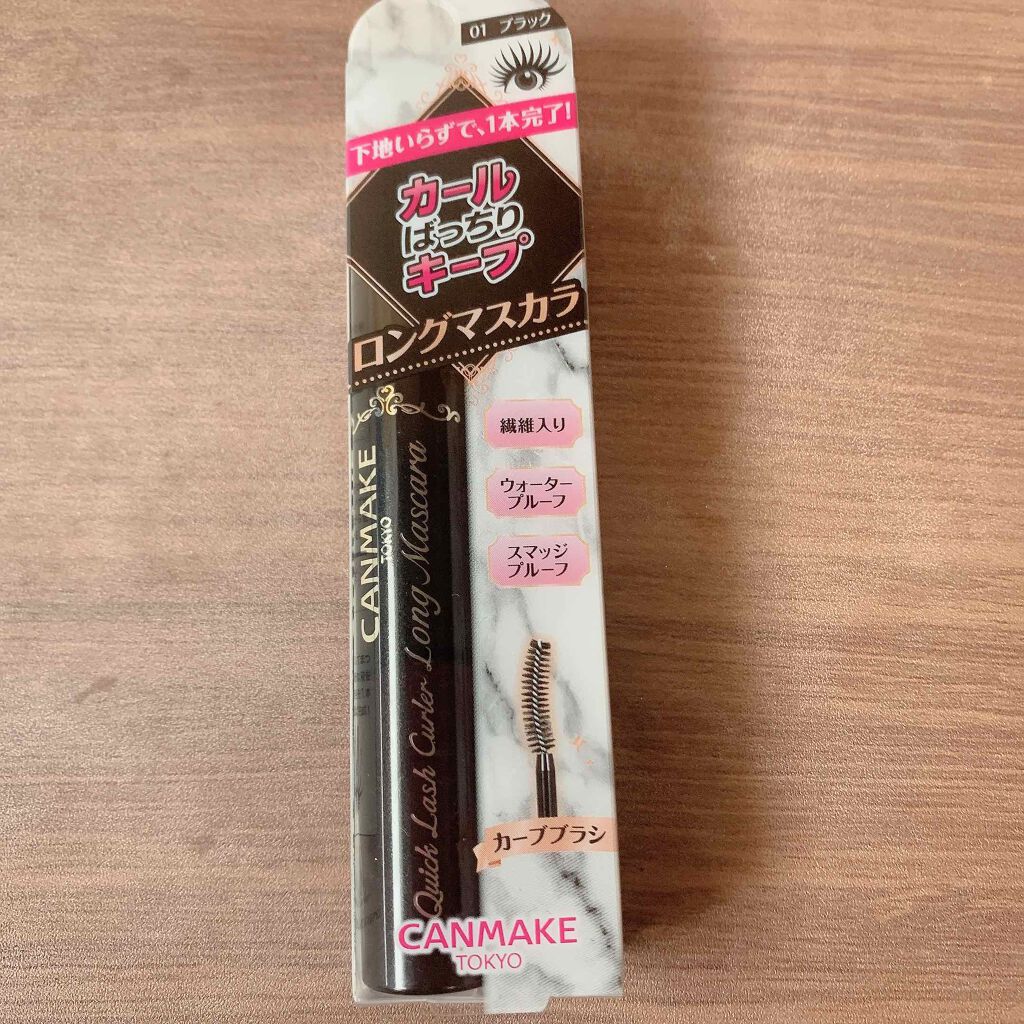 01 ブラック
下地いらずで、1本完了!
カール
ぱっちり
キープ
ロングマスカラ
繊維入り
ウォーター
プルーフ
スマッジ
プルーフ
CANMAKE
TOKYO
Quick Lash Curler Long Mascara
カーブブラシ
CANMAKE
TOKYO